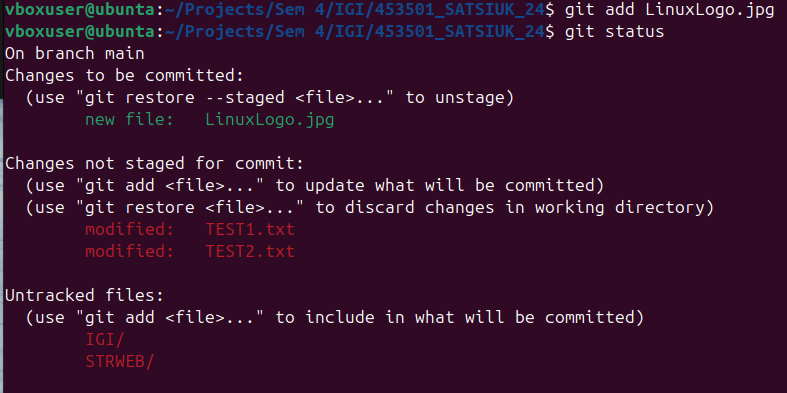 vboxuser@ubunta:~/Projects/Sem 4/IGI/453501_SATSIUK_24$ git add LinuxLogo.jpg
vboxuser@ubunta:~/Projects/Sem 4/IGI/453501_SATSIUK_24$ git status
On branch main
Changes to be committed:
  (use "git restore --staged <file>..." to unstage)
        new file:   LinuxLogo.jpg

Changes not staged for commit:
  (use "git add <file>..." to update what will be committed)
  (use "git restore <file>..." to discard changes in working directory)
        modified:   TEST1.txt
        modified:   TEST2.txt

Untracked files:
  (use "git add <file>..." to include in what will be committed)
        IGI/
        STRWEB/